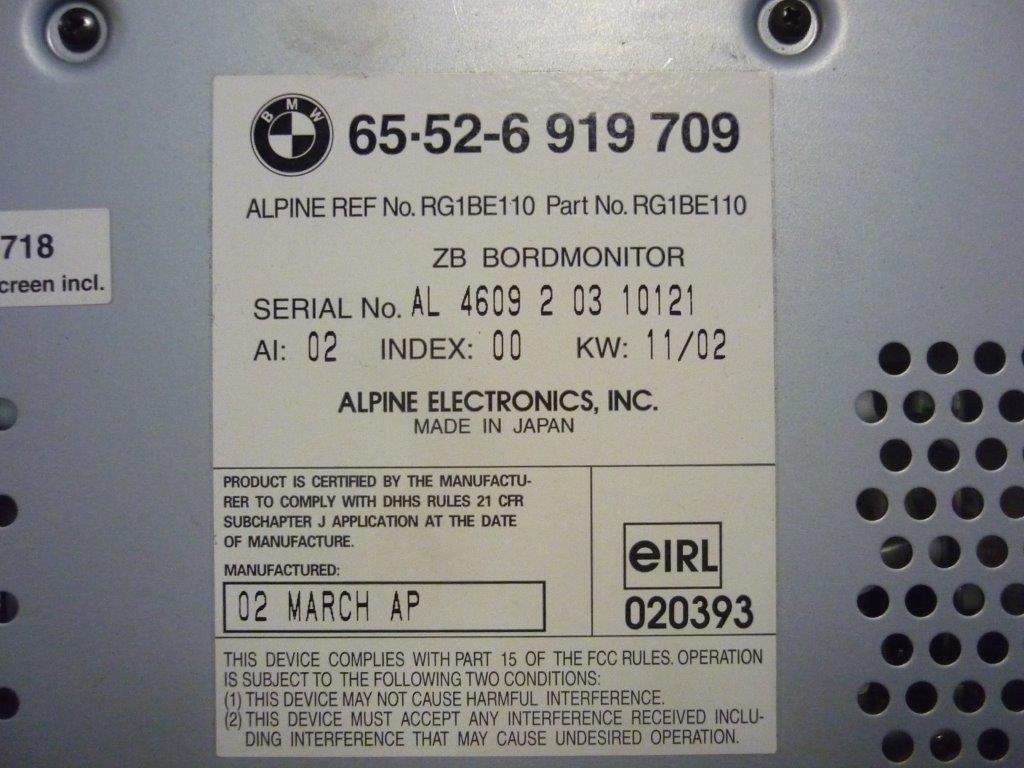 BMW
65·52-6 919 709
ALPINE REF No. RG1BE110 Part No. RG1BE110
ZB BORDMONITOR
SERIAL No. AL 4609 2 03 10121
AI: 02 INDEX: 00 KW: 11/02
ALPINE ELECTRONICS, INC.
MADE IN JAPAN
PRODUCT IS CERTIFIED BY THE MANUFACTU-
RER TO COMPLY WITH DHHS RULES 21 CFR
SUBCHAPTER J APPLICATION AT THE DATE
OF MANUFACTURE.
MANUFACTURED:
02 MARCH AP
eIRL
020393
THIS DEVICE COMPLIES WITH PART 15 OF THE FCC RULES. OPERATION
IS SUBJECT TO THE FOLLOWING TWO CONDITIONS:
(1) THIS DEVICE MAY NOT CAUSE HARMFUL INTERFERENCE.
(2) THIS DEVICE MUST ACCEPT ANY INTERFERENCE RECEIVED INCLU-
DING INTERFERENCE THAT MAY CAUSE UNDESIRED OPERATION.
718
creen incl.